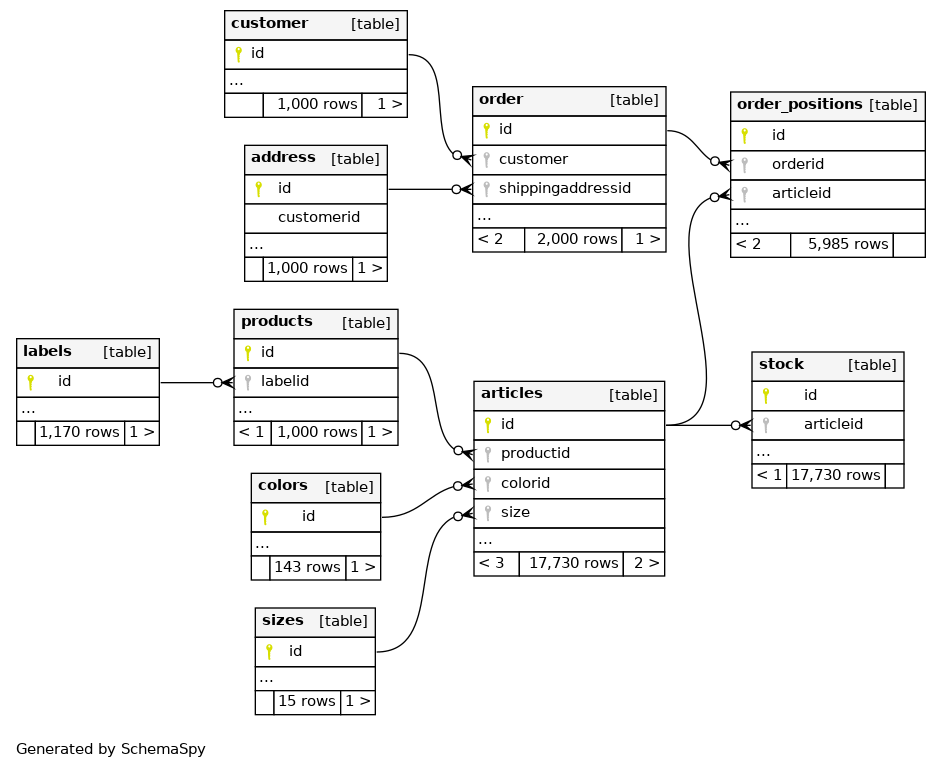 customer [table]
id
...
1,000 rows 1 >
address [table]
id
customerid
...
1,000 rows 1 >
order [table]
id
customer
shippingaddressid
...
< 2 2,000 rows 1 >
order_positions [table]
id
orderid
articleid
...
< 2 5,985 rows
labels [table]
id
...
1,170 rows 1 >
products [table]
id
labelid
...
< 1 1,000 rows 1 >
colors [table]
id
...
143 rows 1 >
sizes [table]
id
...
15 rows 1 >
articles [table]
id
productid
colorid
size
...
< 3 17,730 rows 2 >
stock [table]
id
articleid
...
< 1 17,730 rows
Generated by SchemaSpy